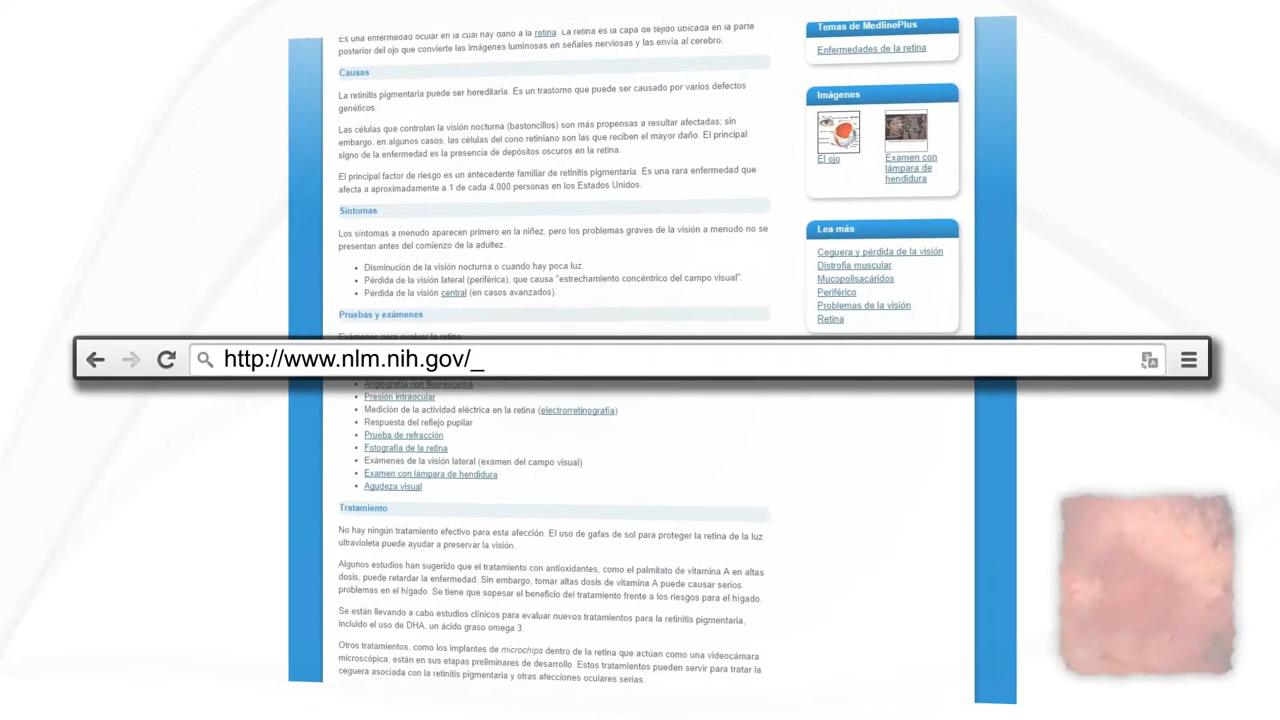 Es una enfermedad ocular en la cual hay daño a la retina. La retina es la capa de tejido ubicada en la parte
posterior del ojo que convierte las imágenes luminosas en señales nerviosas y las envía al cerebro.
Causas
La retinitis pigmentaria puede ser hereditaria. Es un trastorno que puede ser causado por varios defectos
genéticos.
Las células que controlan la visión nocturna (bastoncillos) son más propensas a resultar afectadas; sin
embargo, en algunos casos, las células del cono retiniano son las que reciben el mayor daño. El principal
signo de la enfermedad es la presencia de depósitos oscuros en la retina.
El principal factor de riesgo es un antecedente familiar de retinitis pigmentaria. Es una rara enfermedad que
afecta a aproximadamente a 1 de cada 4,000 personas en los Estados Unidos.
Síntomas
Los síntomas a menudo aparecen primero en la niñez, pero los problemas graves de la visión a menudo no se
presentan antes del comienzo de la adultez.
Disminución de la visión nocturna o cuando hay poca luz.
Pérdida de la visión lateral (periférica), que causa "estrechamiento concéntrico del campo visual".
Pérdida de la visión central (en casos avanzados).
Pruebas y exámenes
Exámenes para evaluar la retina
http://www.nlm.nih.gov/_
Angiografía con fluoresceína
Presión intraocular
Medición de la actividad eléctrica en la retina (electrorretinografía)
Respuesta del reflejo pupilar
Prueba de refracción
Fotografía de la retina
Exámenes de la visión lateral (examen del campo visual)
Examen con lámpara de hendidura
Agudeza visual
Tratamiento
No hay ningún tratamiento efectivo para esta afección. El uso de gafas de sol para proteger la retina de la luz
ultravioleta puede ayudar a preservar la visión.
Algunos estudios han sugerido que el tratamiento con antioxidantes, como el palmitato de vitamina A en altas
dosis, puede retardar la enfermedad. Sin embargo, tomar altas dosis de vitamina A puede causar serios
problemas en el hígado. Se tiene que sopesar el beneficio del tratamiento frente a los riesgos para el hígado.
Se están llevando a cabo estudios clínicos para evaluar nuevos tratamientos para la retinitis pigmentaria,
incluido el uso de DHA, un ácido graso omega 3.
Otros tratamientos, como los implantes de microchips dentro de la retina que actúan como una videocámara
microscópica, están en sus etapas preliminares de desarrollo. Estos tratamientos pueden servir para tratar la
ceguera asociada con la retinitis pigmentaria y otras afecciones oculares serias.
Temas de MedlinePlus
Enfermedades de la retina
Imágenes
El ojo
Examen con
lámpara de
hendidura
Lea más
Ceguera y pérdida de la visión
Distrofia muscular
Mucopolisacáridos
Periférico
Problemas de la visión
Retina